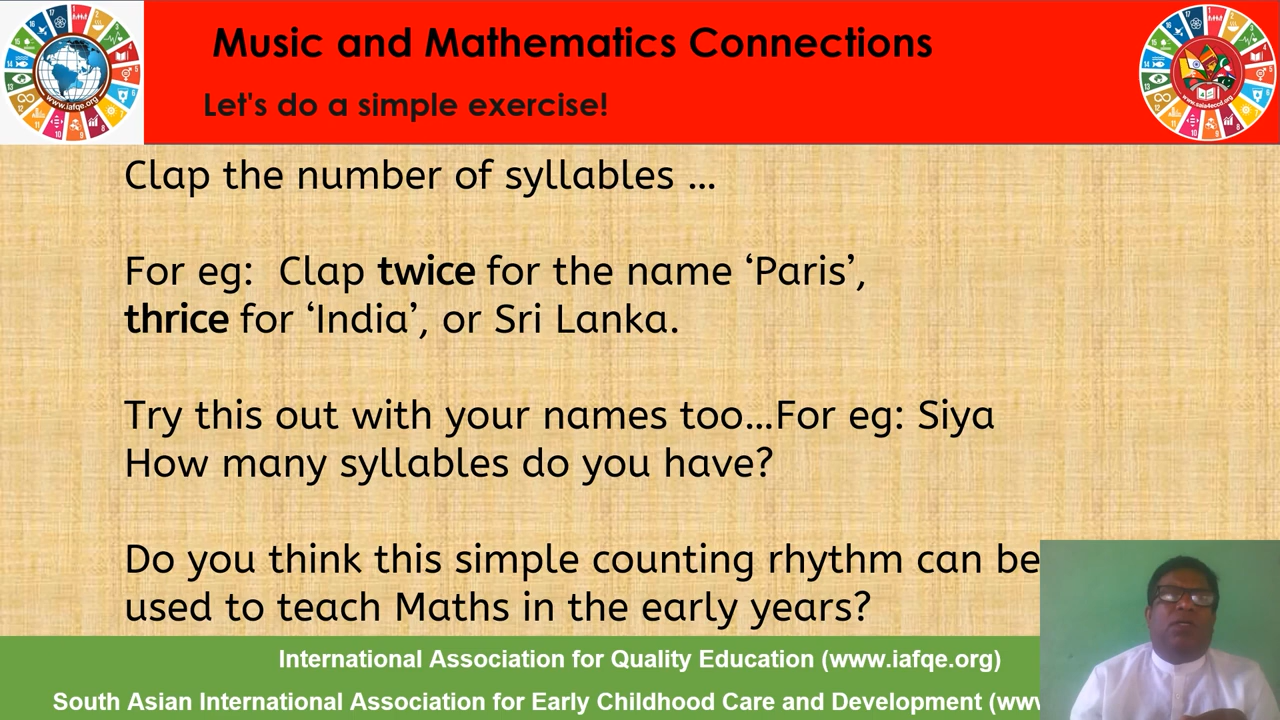 Music and Mathematics Connections
Let's do a simple exercise!
www.iafqe.org
Clap the number of syllables ...
For eg:  Clap twice for the name ‘Paris’,
thrice for ‘India’, or Sri Lanka.
Try this out with your names too...For eg: Siya
How many syllables do you have?
Do you think this simple counting rhythm can be
used to teach Maths in the early years?
International Association for Quality Education (www.iafqe.org)
South Asian International Association for Early Childhood Care and Development (www